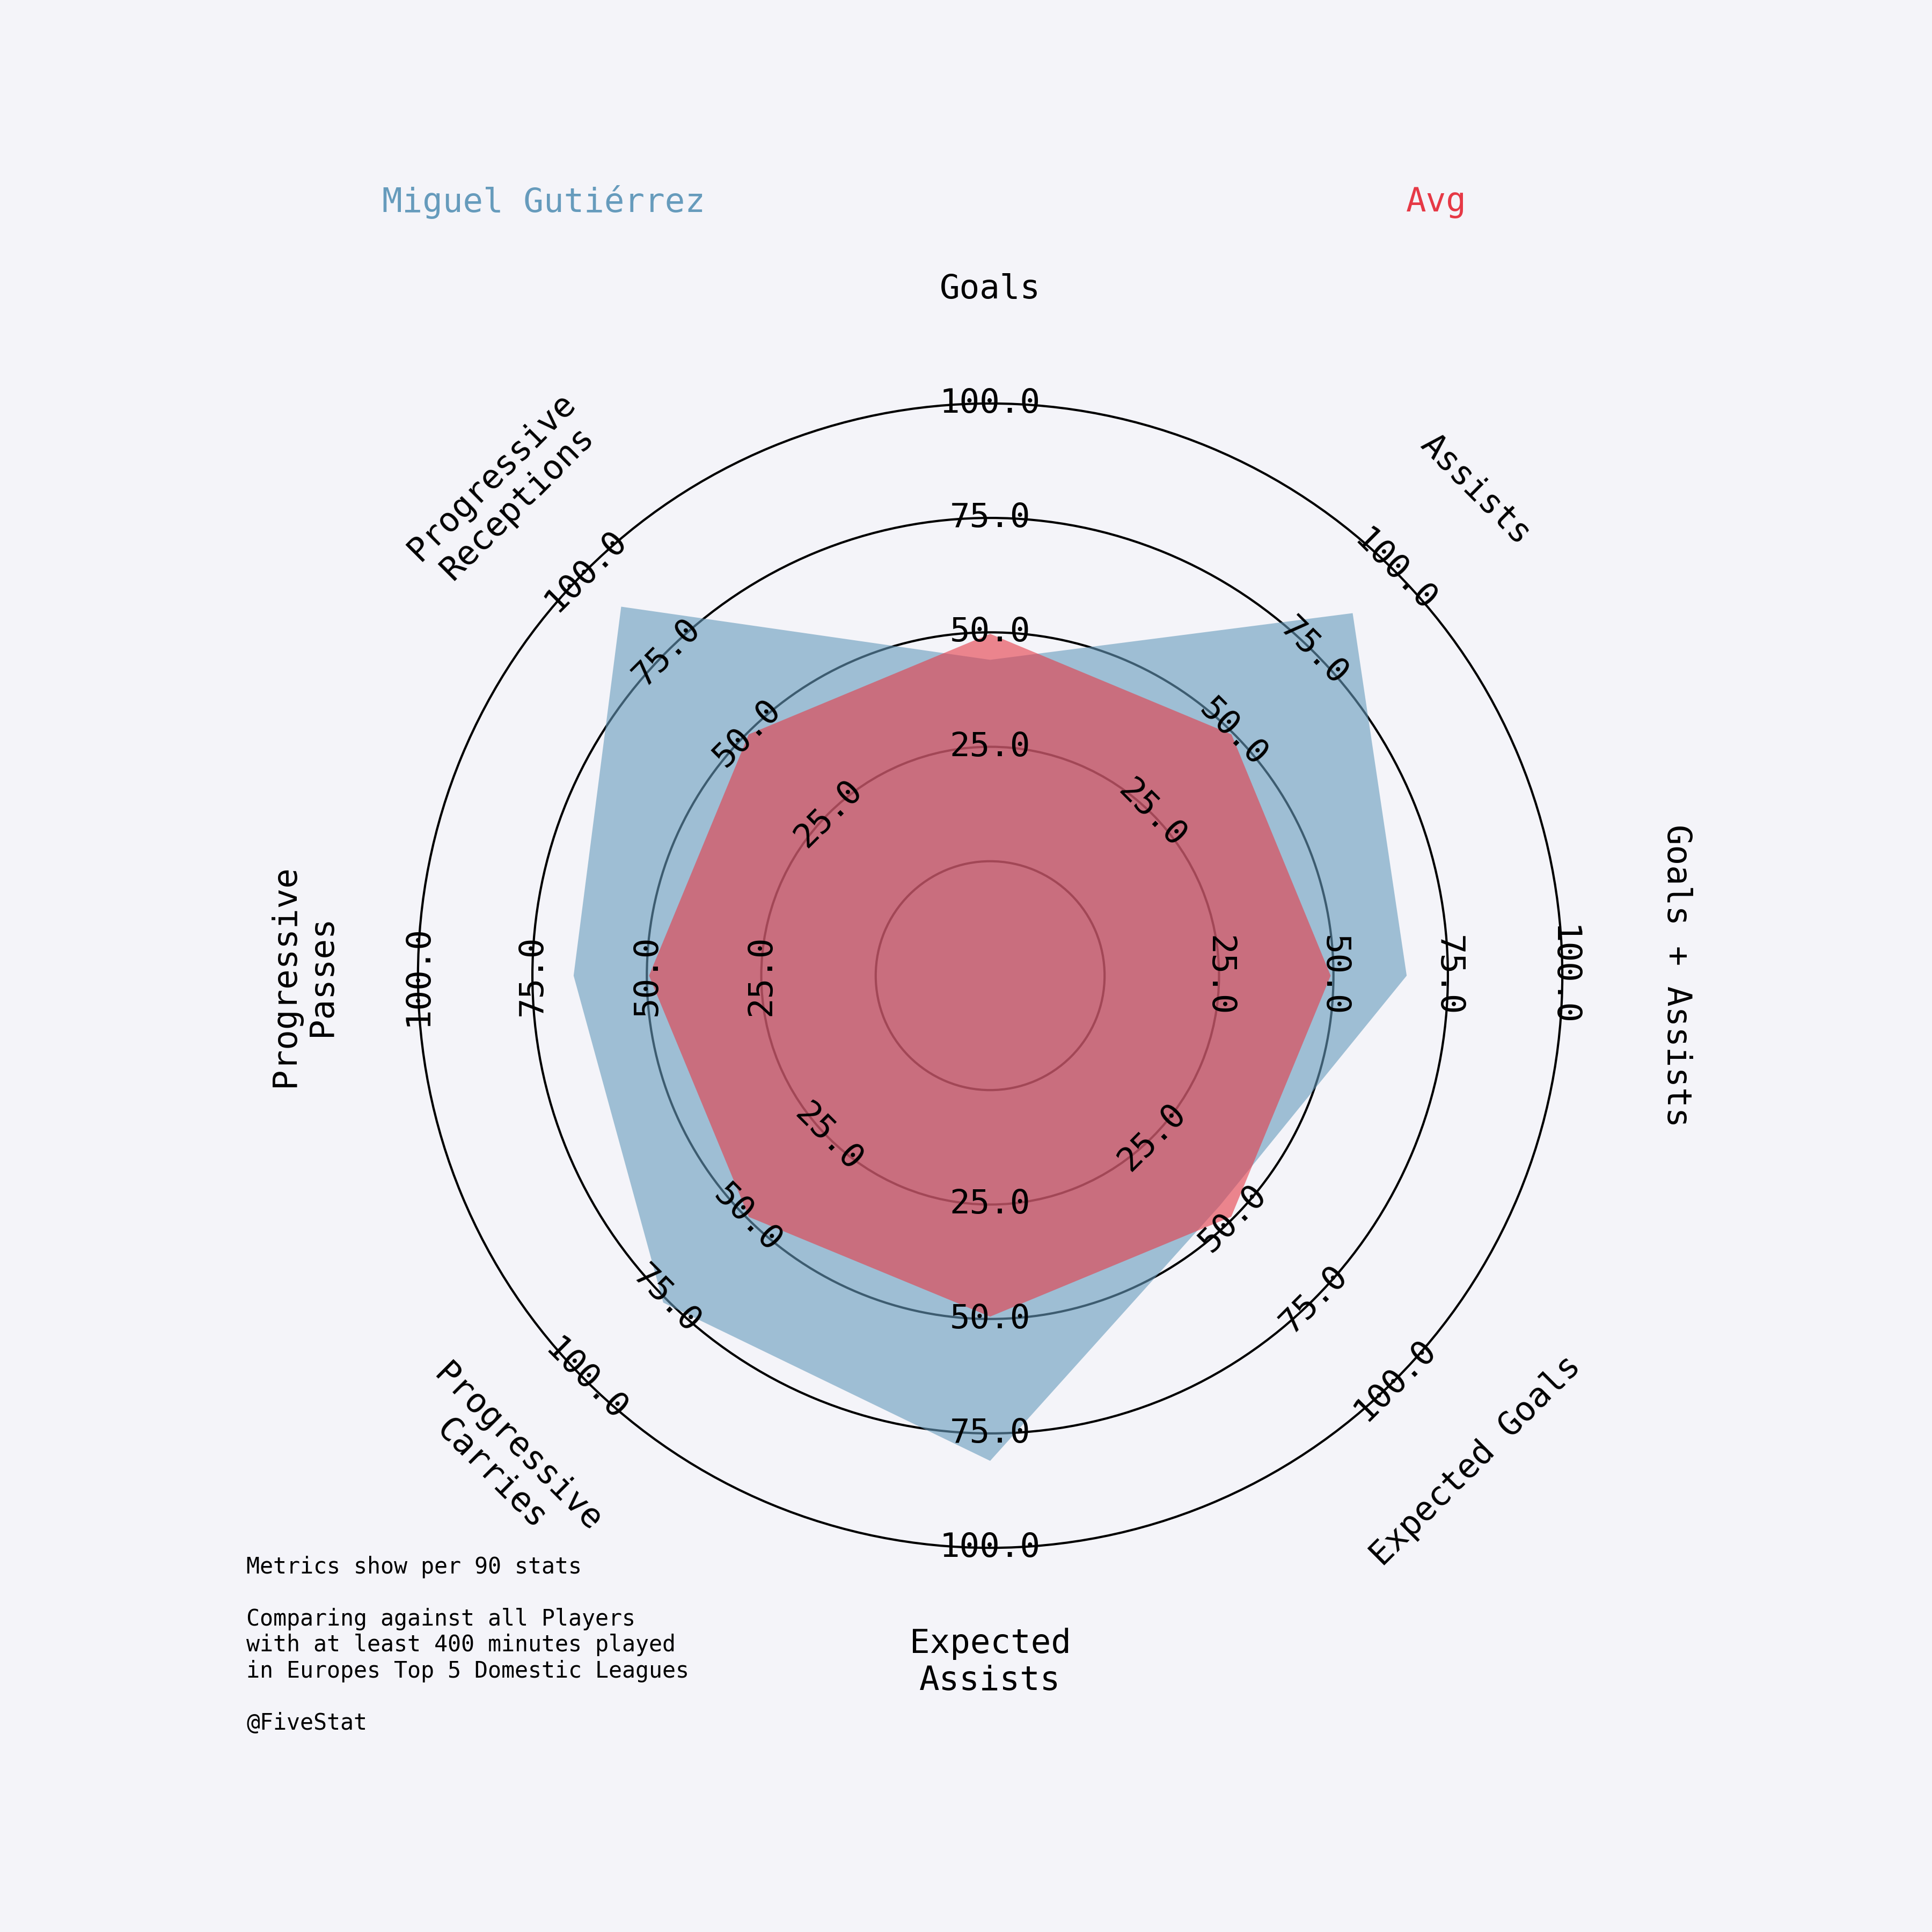 Miguel Gutiérrez
Avg
Goals
Assists
Goals + Assists
Expected Goals
Expected
Assists
Progressive
Carries
Progressive
Passes
Progressive
Receptions
25.0
50.0
75.0
100.0
25.0
50.0
75.0
100.0
25.0
50.0
75.0
100.0
25.0
50.0
75.0
100.0
25.0
50.0
75.0
100.0
25.0
50.0
75.0
100.0
25.0
50.0
75.0
100.0
25.0
50.0
75.0
100.0
Metrics show per 90 stats
Comparing against all Players
with at least 400 minutes played
in Europes Top 5 Domestic Leagues
@FiveStat